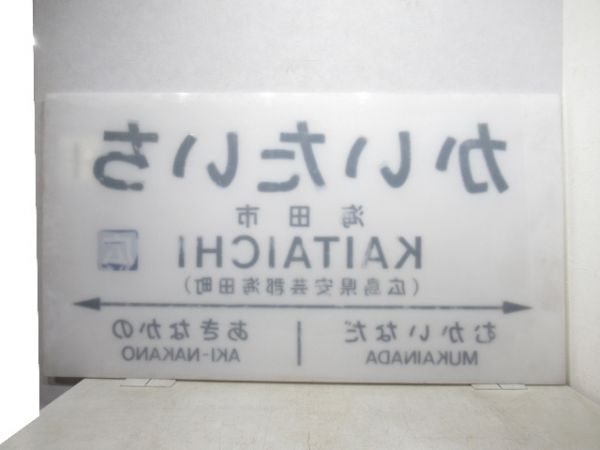 かいたいち
海田市
KAITAICHI
広
(広島県安芸郡海田町)
むかいなだ
MUKAINADA
あきなかの
AKI-NAKANO